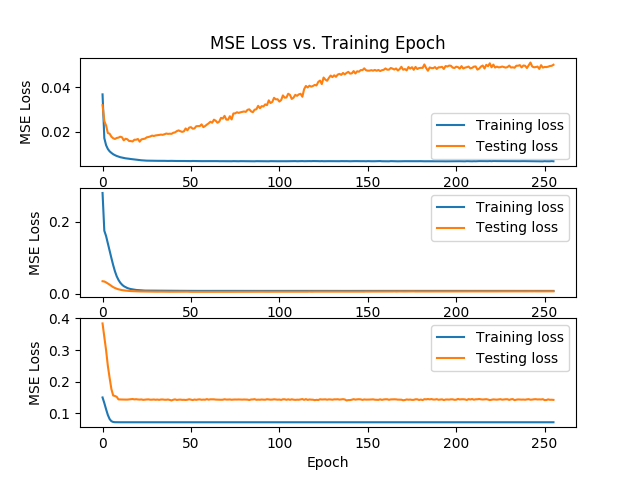 MSE Loss vs. Training Epoch
0.04
0.02
MSE Loss
Training loss
Testing loss
0 50 100 150 200 250
0.2
0.0
MSE Loss
Training loss
Testing loss
0 50 100 150 200 250
0.4
0.3
0.2
0.1
MSE Loss
Training loss
Testing loss
0 50 100 150 200 250
Epoch